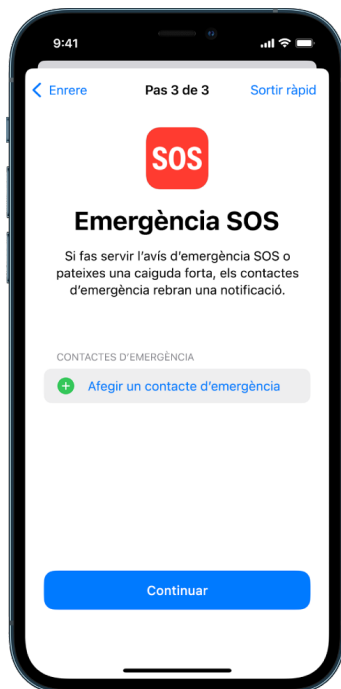 9:41
Enrere
Pas 3 de 3
Sortir ràpid
SOS
Emergència SOS
Si fas servir l'avís d'emergència SOS o
pateixes una caiguda forta, els contactes
d'emergència rebran una notificació.
CONTACTES D'EMERGÈNCIA
Afegir un contacte d'emergència
Continuar